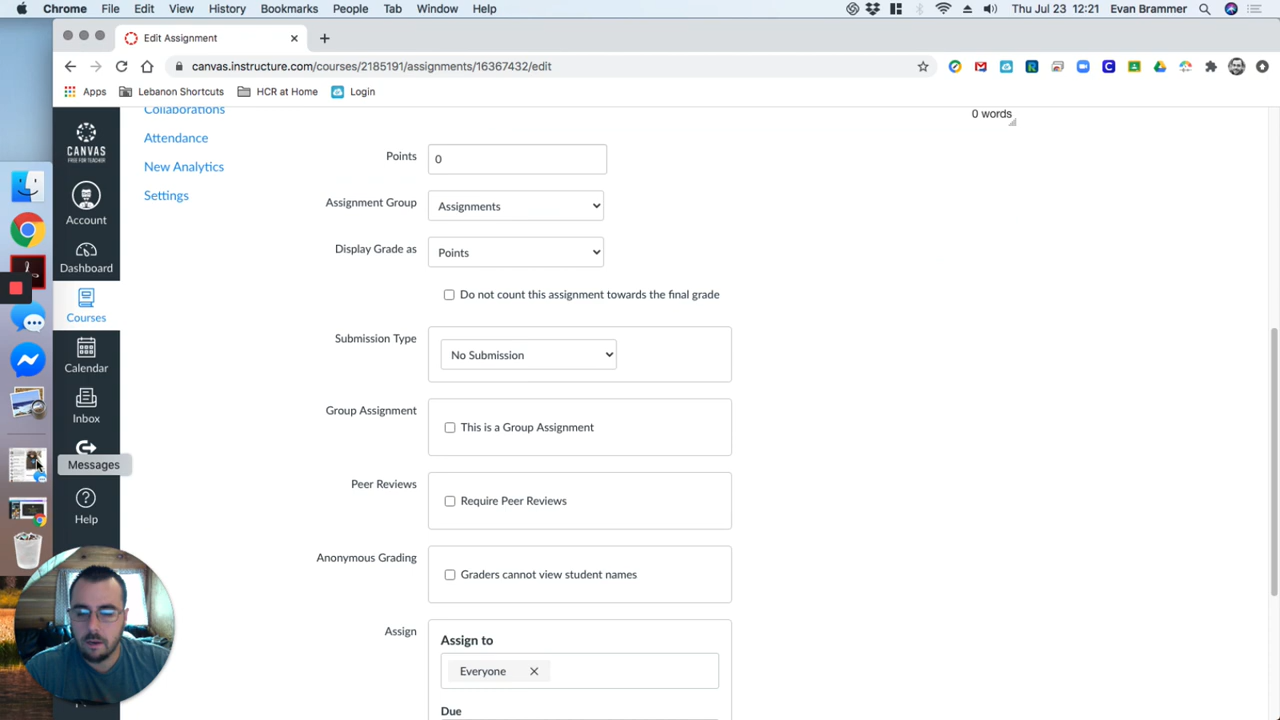 Chrome File Edit View History Bookmarks People Tab Window Help Thu Jul 23 12:21 Evan Brammer
Edit Assignment
canvas.instructure.com/courses/2185191/assignments/16367432/edit
Apps Lebanon Shortcuts HCR at Home Login
Collaborations
0 words
CANVAS
FREE FOR TEACHER
Attendance
Points 0
New Analytics
Settings
Account
Assignment Group Assignments
Display Grade as Points
Dashboard
Do not count this assignment towards the final grade
Courses
Submission Type No Submission
Calendar
Group Assignment This is a Group Assignment
Inbox
Messages
Peer Reviews Require Peer Reviews
Help
Anonymous Grading Graders cannot view student names
Assign Assign to
Everyone
Due